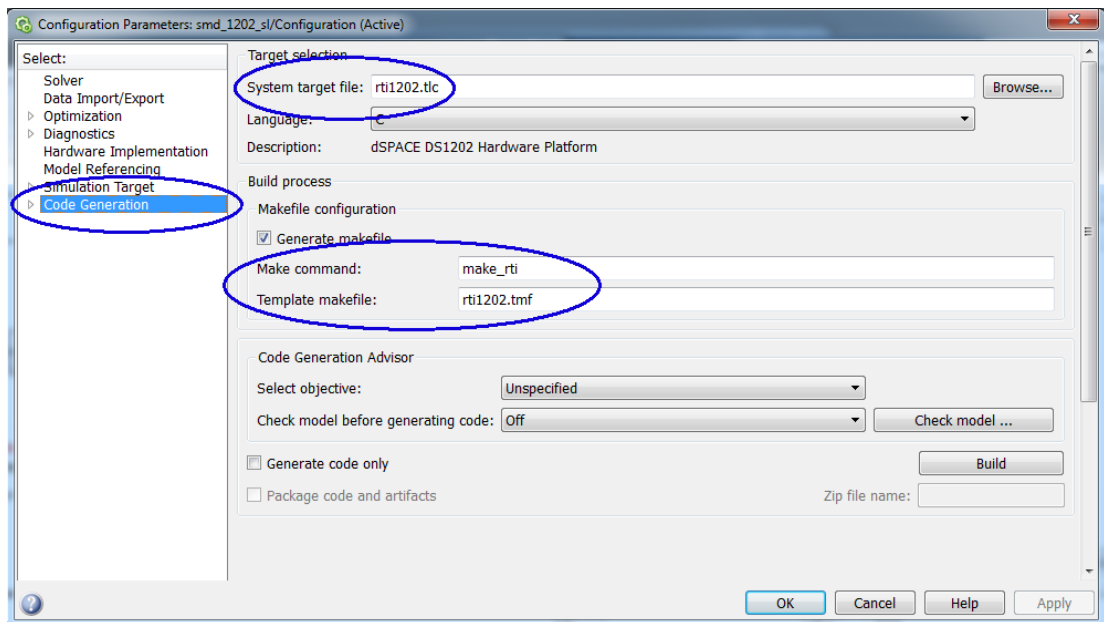 Configuration Parameters: smd_1202_sl/Configuration (Active)
Select:
Solver
Data Import/Export
Optimization
Diagnostics
Hardware Implementation
Model Referencing
Simulation Target
Code Generation
Target selection
System target file: rti1202.tlc Browse...
Language: C
Description: dSPACE DS1202 Hardware Platform
Build process
Makefile configuration
Generate makefile
Make command: make_rti
Template makefile: rti1202.tmf
Code Generation Advisor
Select objective: Unspecified
Check model before generating code: Off Check model ...
Generate code only Build
Package code and artifacts Zip file name:
OK Cancel Help Apply